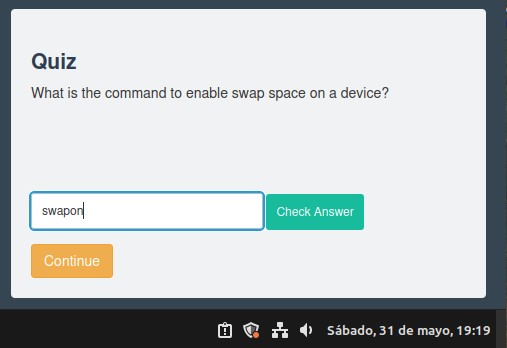 Quiz
What is the command to enable swap space on a device?
swapon
Check Answer
Continue
Sábado, 31 de mayo, 19:19